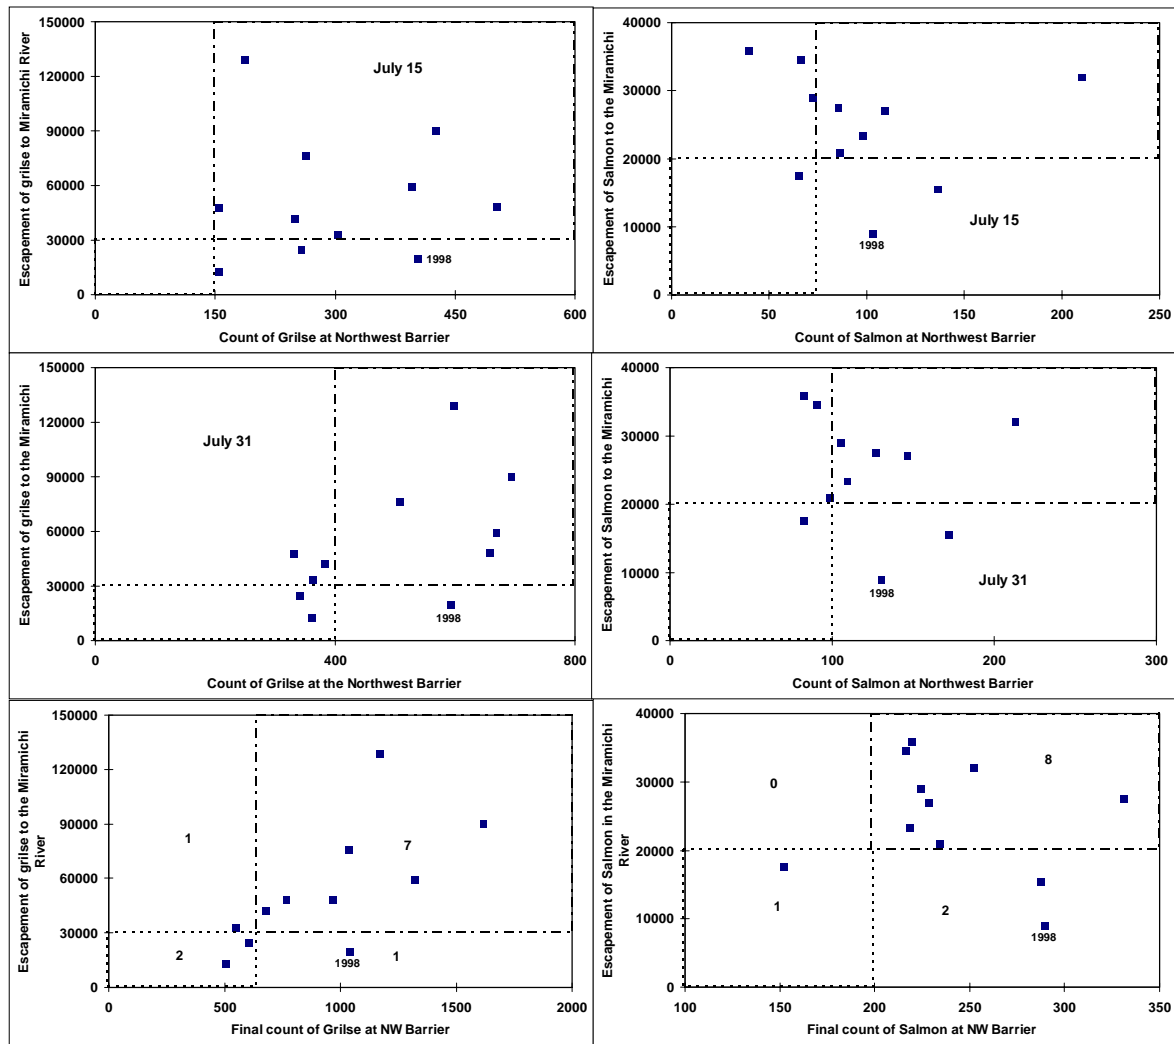 Escapement of grilse to Miramichi River
150000
120000
90000
60000
30000
0
July 15
1998
0 150 300 450 600
Count of Grilse at Northwest Barrier
Escapement of Salmon to the Miramichi
40000
30000
20000
10000
0
July 15
1998
0 50 100 150 200 250
Count of Salmon at Northwest Barrier
Escapement of grilse to the Miramichi
150000
120000
90000
60000
30000
0
July 31
1998
0 400 800
Count of Grilse at the Northwest Barrier
Escapement of Salmon to the Miramichi
40000
30000
20000
10000
0
July 31
1998
0 100 200 300
Count of Salmon at Northwest Barrier
Escapement of grilse to the Miramichi
River
150000
120000
90000
60000
30000
0
1
7
2
1998
1
0 500 1000 1500 2000
Final count of Grilse at NW Barrier
Escapement of Salmon in the Miramichi
River
40000
30000
20000
10000
0
0
8
1
2
1998
100 150 200 250 300 350
Final count of Salmon at NW Barrier